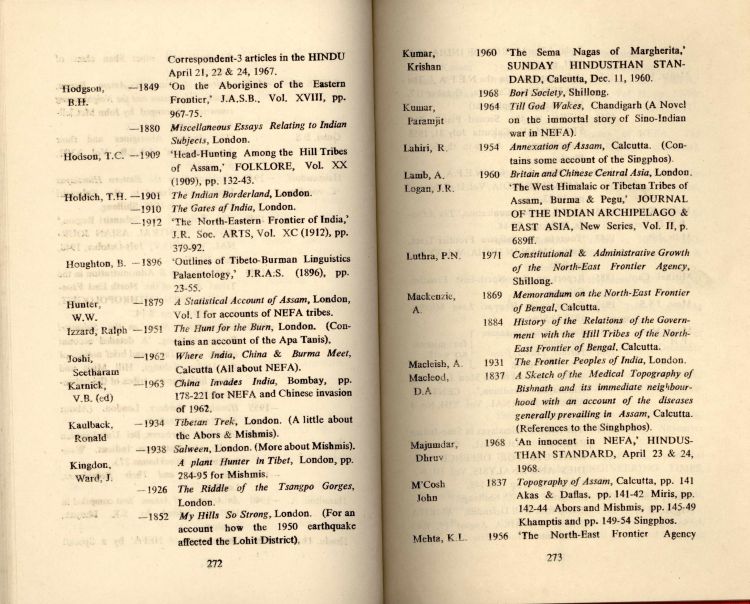 Correspondent-3 articles in the HINDU
April 21, 22 & 24, 1967.
Hodgson, —1849 'On the Aborigines of the Eastern
B.H. Frontier,' J.A.S.B., Vol. XVIII, pp.
967-75.
—1880 Miscellaneous Essays Relating to Indian
Subjects, London.
Hodson, T.C. —1909 'Head-Hunting Among the Hill Tribes
of Assam,' FOLKLORE, Vol. XX
(1909), pp. 132-43.
Holdich, T.H. —1901 The Indian Borderland, London.
—1910 The Gates of India, London.
—1912 'The North-Eastern Frontier of India,'
J.R. Soc. ARTS, Vol. XC (1912), pp.
379-92.
Houghton, B. —1896 'Outlines of Tibeto-Burman Linguistics
Palaentology,' J.R.A.S. (1896), pp.
23-55.
Hunter, —1879 A Statistical Account of Assam, London,
W.W. Vol. I for accounts of NEFA tribes.
Izzard, Ralph —1951 The Hunt for the Burn, London. (Con-
tains an account of the Apa Tanis),
Joshi, —1962 Where India, China & Burma Meet,
Seetharam Calcutta (All about NEFA).
Karnick, —1963 China Invades India, Bombay, pp.
V.B. (ed) 178-221 for NEFA and Chinese invasion
of 1962.
Kaulback, —1934 Tibetan Trek, London. (A little about
Ronald the Abors & Mishmis).
—1938 Salween, London. (More about Mishmis).
Kingdon, A plant Hunter in Tibet, London, pp.
Ward, J. 284-95 for Mishmis.
—1926 The Riddle of the Tsangpo Gorges,
London.
—1852 My Hills So Strong, London. (For an
account how the 1950 earthquake
affected the Lohit District).
272
Kumar, 1960 'The Sema Nagas of Margherita,'
Krishan SUNDAY HINDUSTHAN STAN-
DARD, Calcutta, Dec. 11, 1960.
1968 Bori Society, Shillong.
Kumar, 1964 Till God Wakes, Chandigarh (A Novel
Paramjit on the immortal story of Sino-Indian
war in NEFA).
Lahiri, R. 1954 Annexation of Assam, Calcutta. (Con-
tains some account of the Singphos).
Lamb, A. 1960 Britain and Chinese Central Asia, London.
Logan, J.R. 'The West Himalaic or Tibetan Tribes of
Assam, Burma & Pegu,' JOURNAL
OF THE INDIAN ARCHIPELAGO &
EAST ASIA, New Series, Vol. II, p.
689ff.
Luthra, P.N. 1971 Constitutional & Administrative Growth
of the North-East Frontier Agency,
Shillong.
Mackenzie, 1869 Memorandum on the North-East Frontier
A. of Bengal, Calcutta.
1884 History of the Relations of the Govern-
ment with the Hill Tribes of the North-
East Frontier of Bengal, Calcutta.
Macleish, A. 1931 The Frontier Peoples of India, London.
Macleod, 1837 A Sketch of the Medical Topography of
D.A Bishnath and its immediate neighbour-
hood with an account of the diseases
generally prevailing in Assam, Calcutta.
(References to the Singhphos).
Majumdar, 1968 'An innocent in NEFA,' HINDUS-
Dhruv THAN STANDARD, April 23 & 24,
1968.
M'Cosh 1837 Topography of Assam, Calcutta, pp. 141
John Akas & Daflas, pp. 141-42 Miris, pp.
142-44 Abors and Mishmis, pp. 145-49
Khamptis and pp. 149-54 Singphos.
Mehta, K.L. 1956 'The North-East Frontier Agency
273